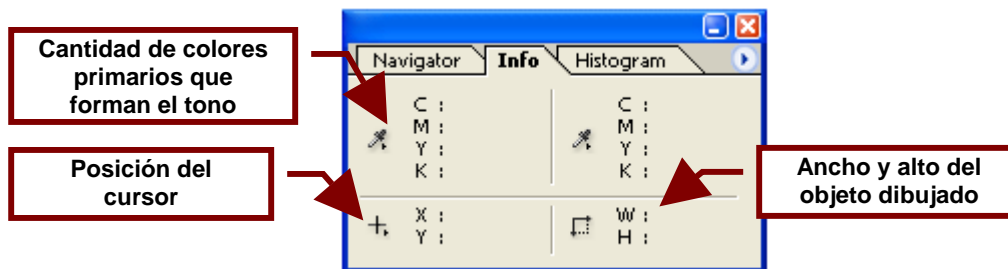 Cantidad de colores
primarios que
forman el tono
Posición del
cursor
Navigator Info Histogram
C :
M :
Y :
K :
C :
M :
Y :
K :
X :
Y :
W :
H :
Ancho y alto del
objeto dibujado